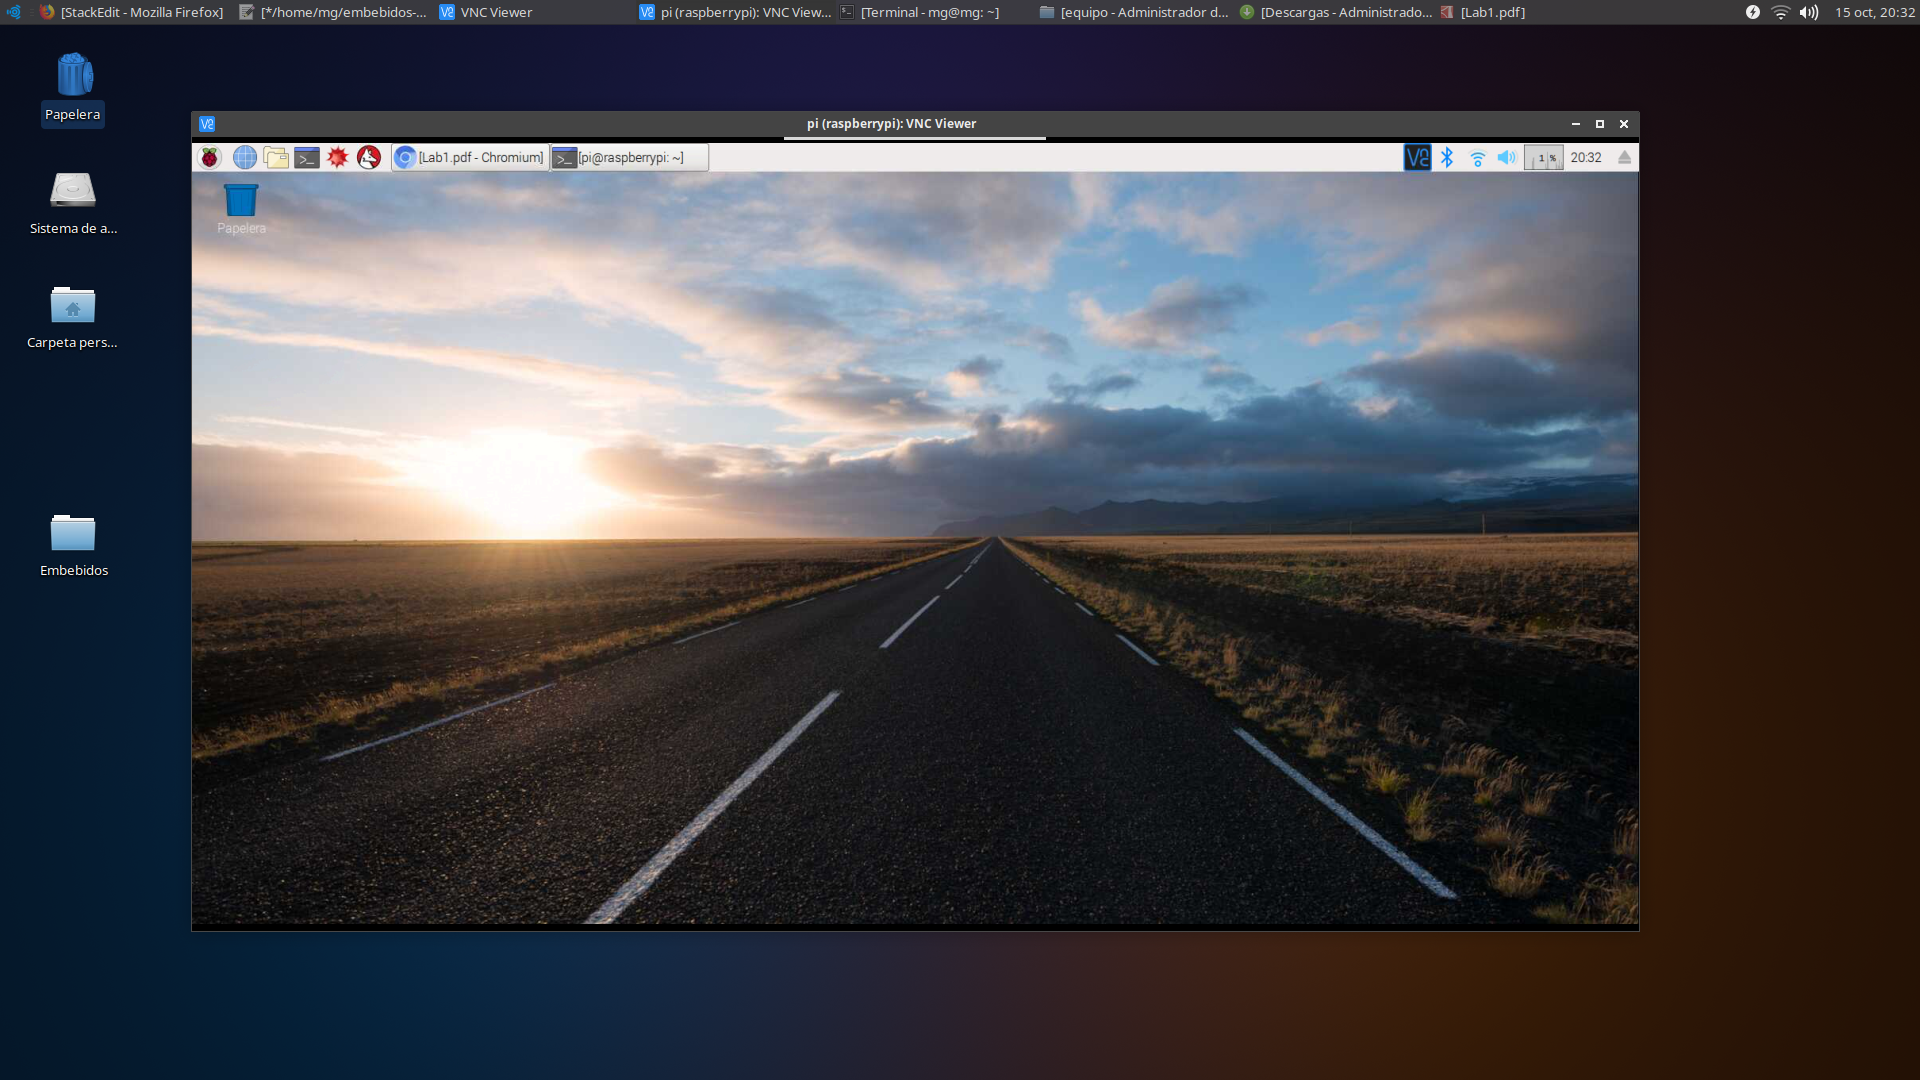 [StackEdit - Mozilla Firefox] [*/home/mg/embebidos-... VNC Viewer pi (raspberrypi): VNC View... [Terminal - mg@mg: ~] [equipo - Administrador d... [Descargas - Administrado... [Lab1.pdf] 15 oct, 20:32
Papelera
Sistema de a...
Carpeta pers...
Embebidos
pi (raspberrypi): VNC Viewer
[Lab1.pdf - Chromium] [pi@raspberrypi: ~] 1 % 20:32
Papelera